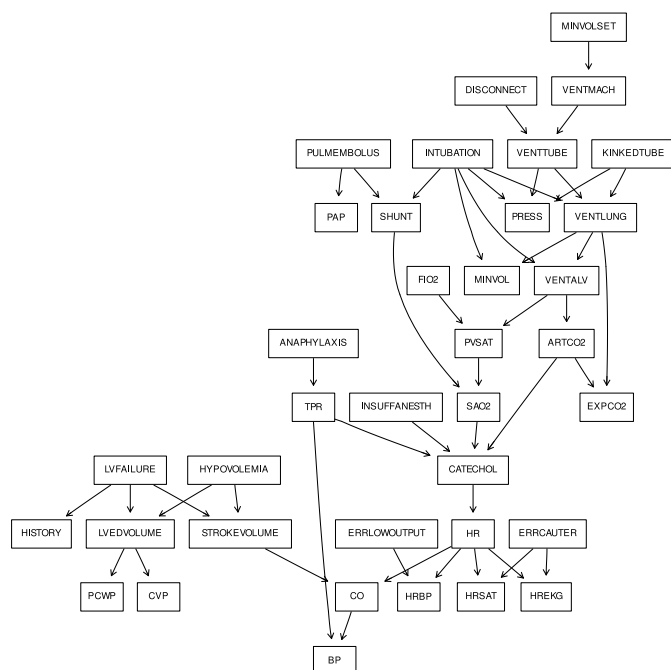 MINVOLSET
DISCONNECT
VENTMACH
PULMEMBOLUS
INTUBATION
VENTTUBE
KINKEDTUBE
PAP
SHUNT
PRESS
VENTLUNG
FIO2
MINVOL
VENTALV
ANAPHYLAXIS
PVSAT
ARTCO2
TPR
INSUFFANESTH
SAO2
EXPCO2
LVFAILURE
HYPOVOLEMIA
CATECHOL
HISTORY
LVEDVOLUME
STROKEVOLUME
ERRLOWOUTPUT
HR
ERRCAUTER
PCWP
CVP
CO
HRBP
HRSAT
HREKG
BP